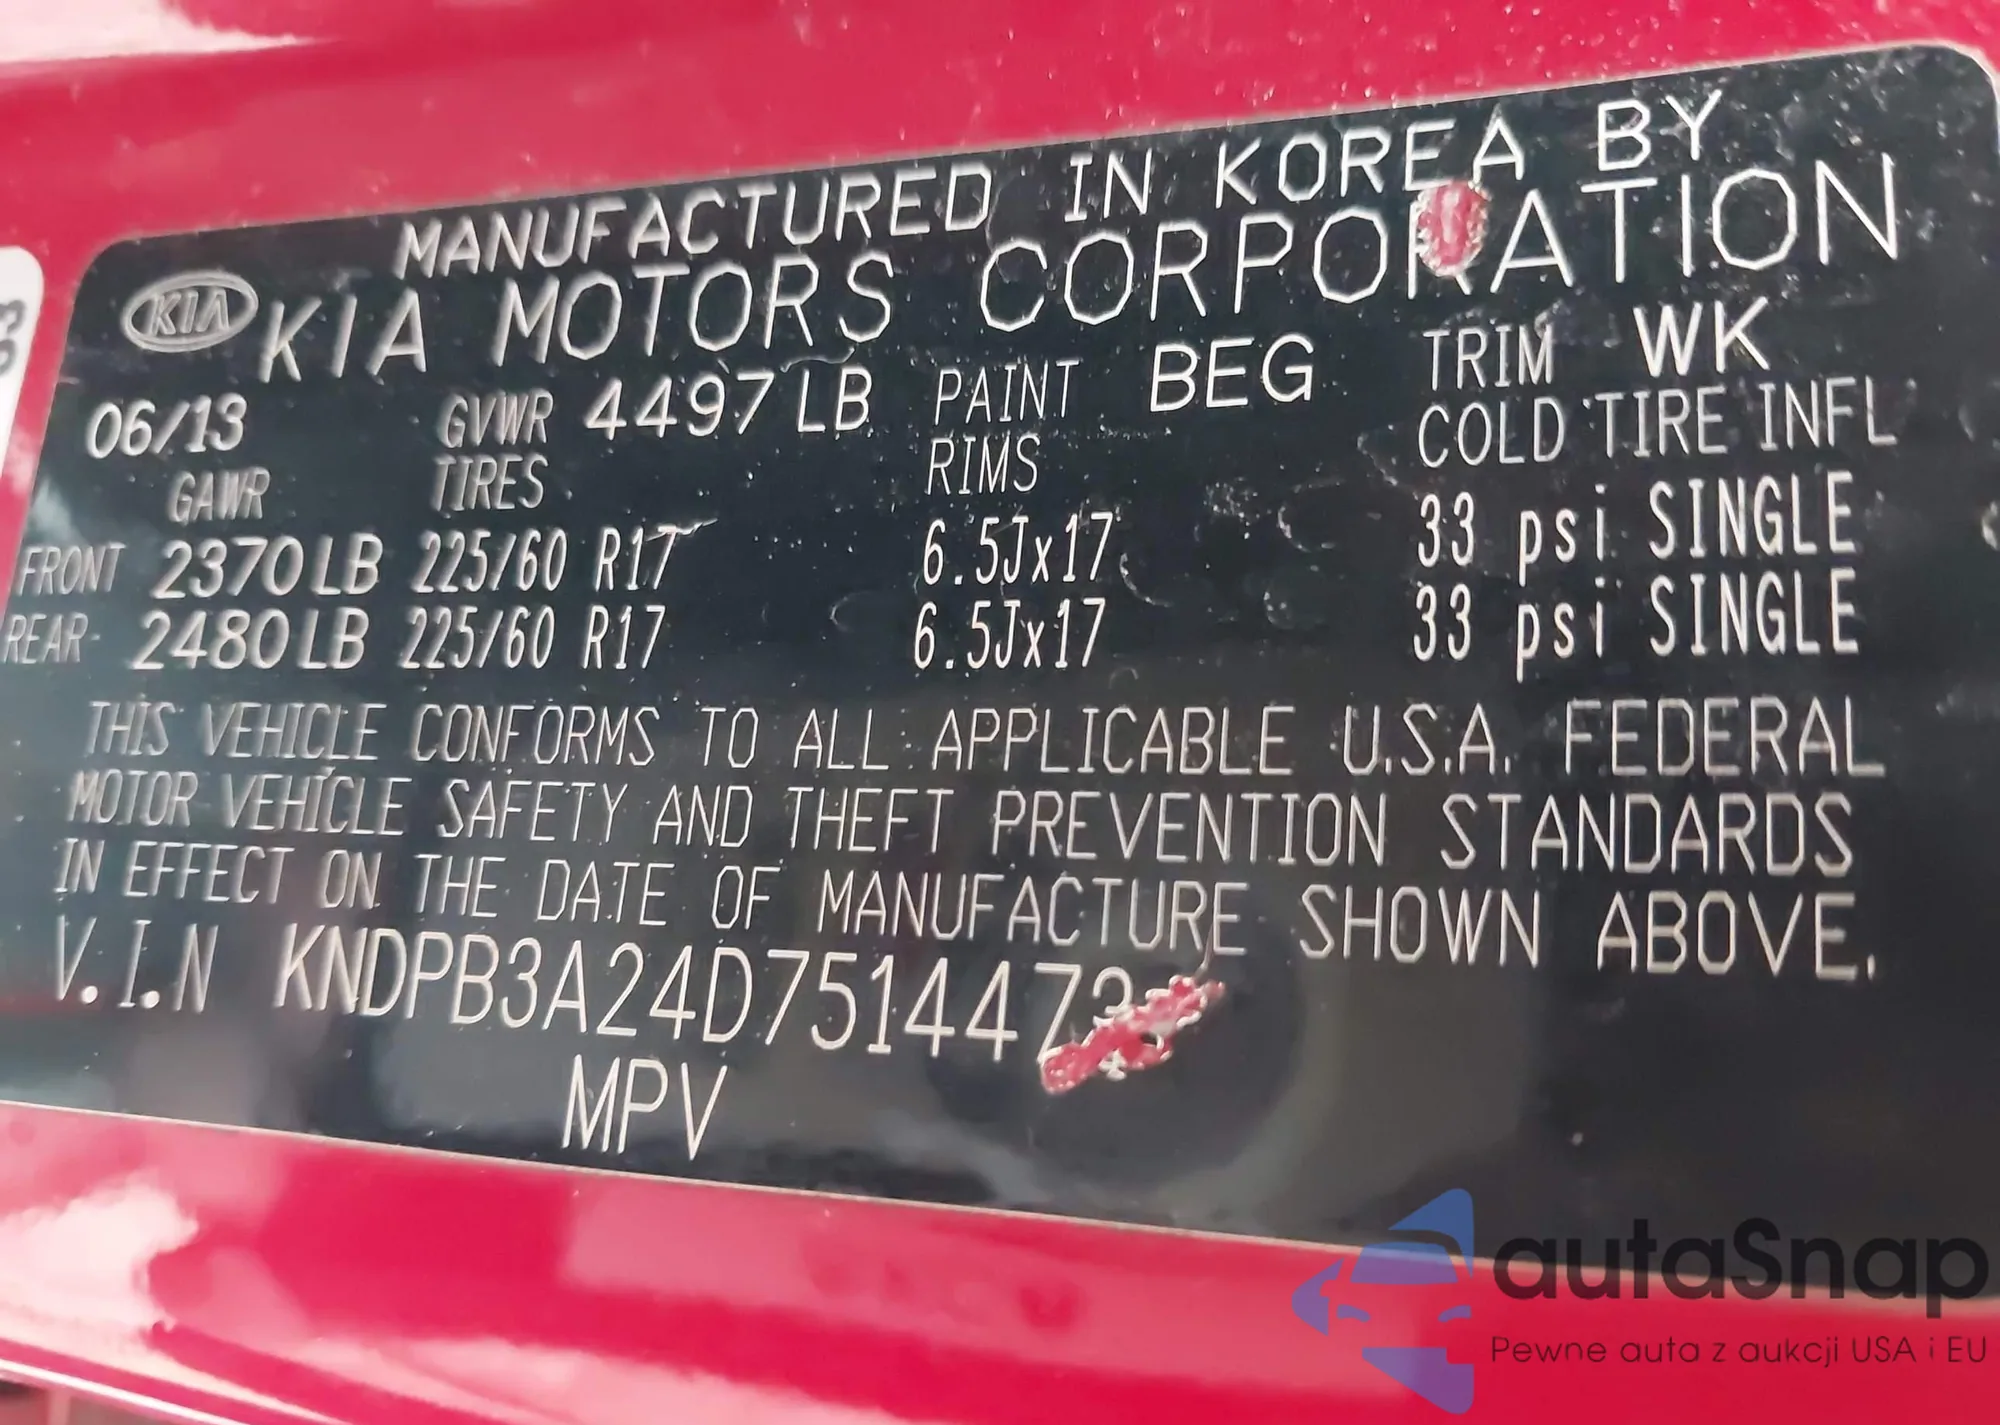 MANUFACTURED IN KOREA BY
KIA KIA MOTORS CORPORATION
06/13 GVWR 4497 LB PAINT BEG TRIM WK
GAWR TIRES RIMS COLD TIRE INFL
FRONT 2370 LB 225/60 R17 6.5Jx17 33 psi SINGLE
REAR 2480 LB 225/60 R17 6.5Jx17 33 psi SINGLE
THIS VEHICLE CONFORMS TO ALL APPLICABLE U.S.A. FEDERAL
MOTOR VEHICLE SAFETY AND THEFT PREVENTION STANDARDS
IN EFFECT ON THE DATE OF MANUFACTURE SHOWN ABOVE.
V.I.N
MPV
autaSnap
Pewne auta z aukcji USA i EU